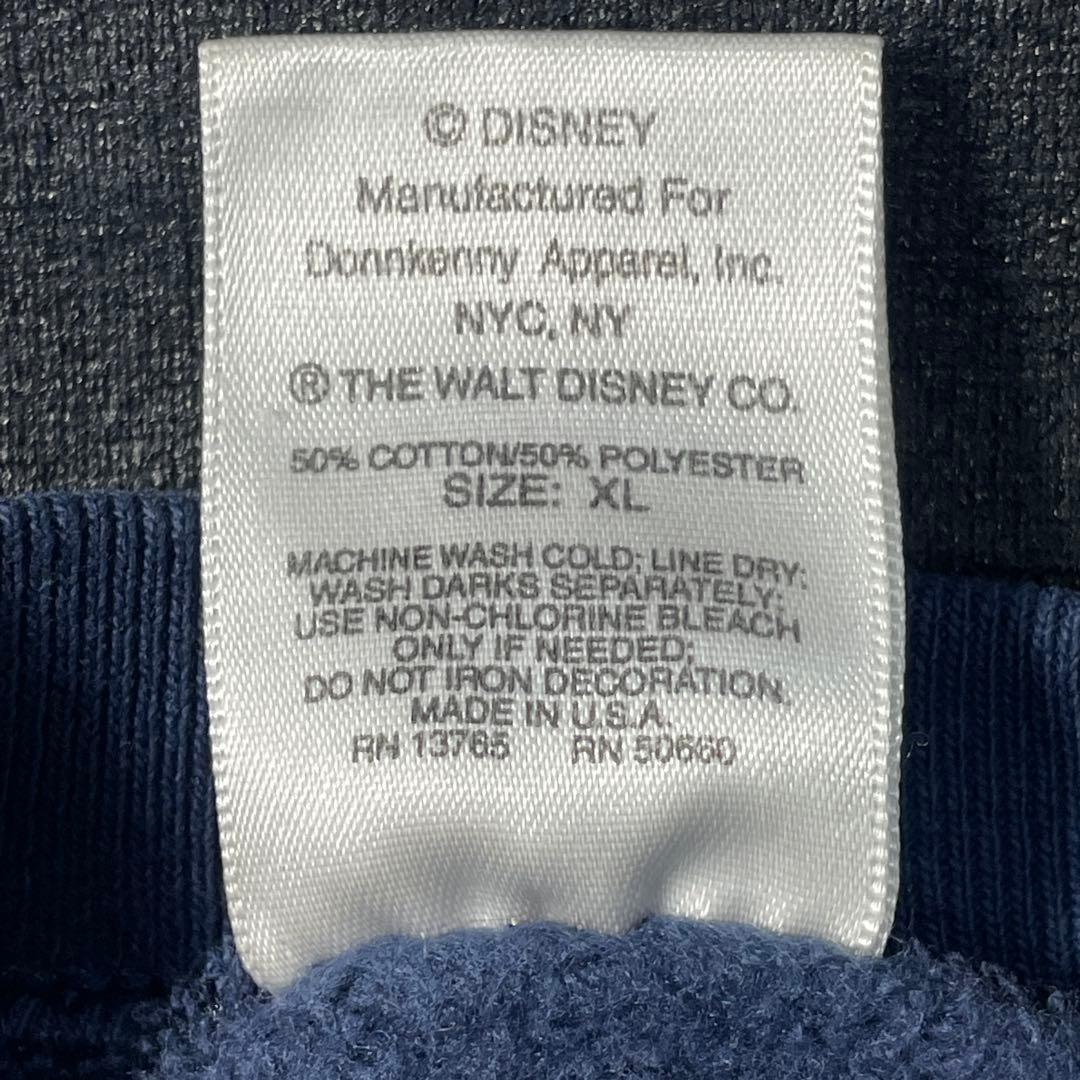 © DISNEY
Manufactured For
Donnkenny Apparel, Inc.
NYC, NY
® THE WALT DISNEY CO.
50% COTTON/50% POLYESTER
SIZE: XL
MACHINE WASH COLD; LINE DRY;
WASH DARKS SEPARATELY;
USE NON-CHLORINE BLEACH
ONLY IF NEEDED;
DO NOT IRON DECORATION.
MADE IN U.S.A.
RN 13765 RN 50660